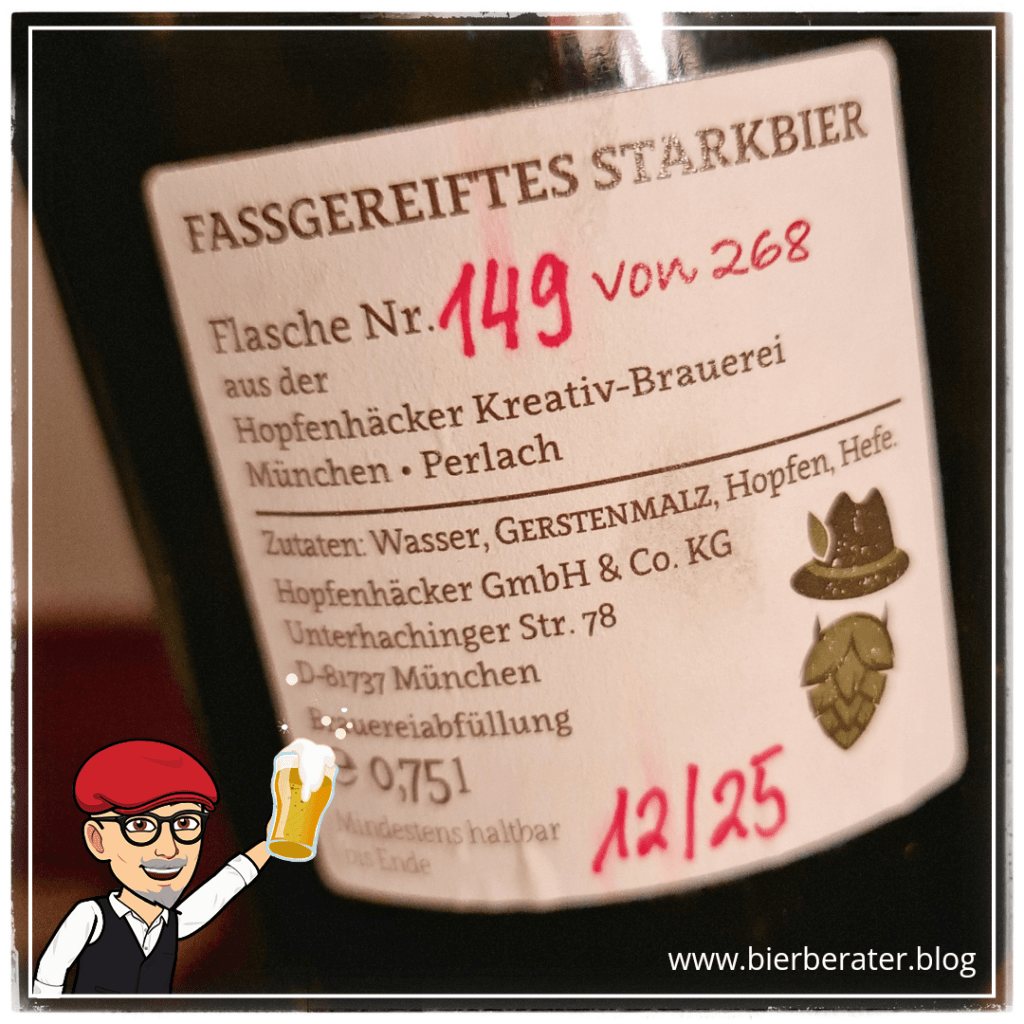 FASSGEREIFTES STARKBIER
Flasche Nr. 149 von 268
aus der
Hopfenhäcker Kreativ-Brauerei
München • Perlach
Zutaten: Wasser, GERSTENMALZ, Hopfen, Hefe.
Hopfenhäcker GmbH & Co. KG
Unterhachinger Str. 78
D-81737 München
Brauereiabfüllung
e 0,75 l
Mindestens haltbar
bis Ende 12/25
www.bierberater.blog